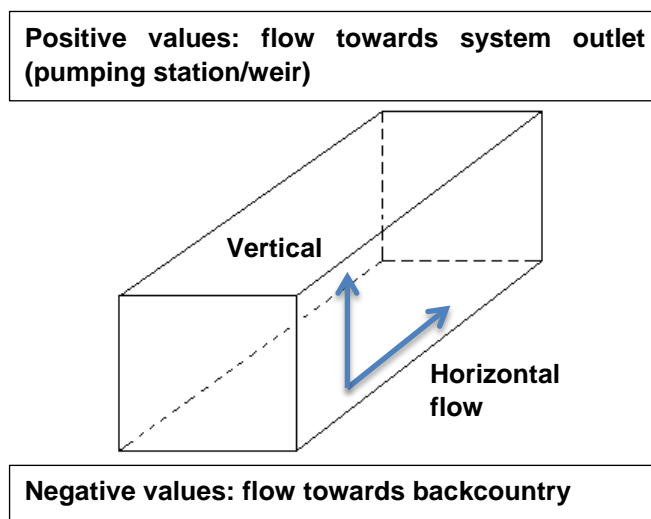 Positive values: flow towards system outlet
(pumping station/weir)
Vertical
Horizontal
flow
Negative values: flow towards backcountry